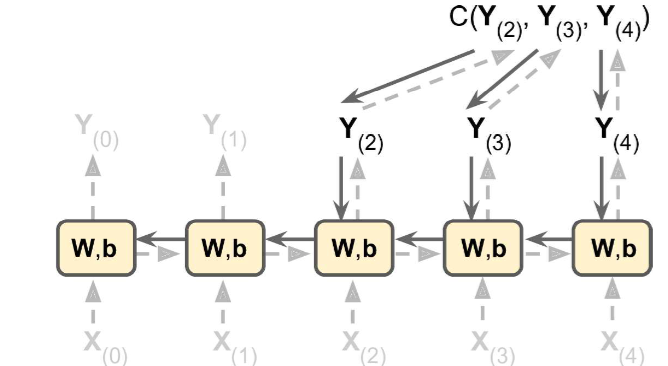 C(Y(2), Y(3), Y(4))
Y(0) Y(1) Y(2) Y(3) Y(4)
W,b W,b W,b W,b W,b
X(0) X(1) X(2) X(3) X(4)